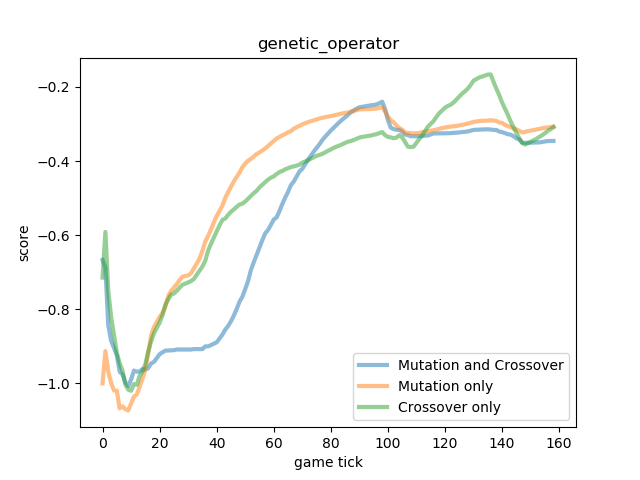 genetic_operator
score
−0.2
−0.4
−0.6
−0.8
−1.0
0 20 40 60 80 100 120 140 160
game tick
Mutation and Crossover
Mutation only
Crossover only